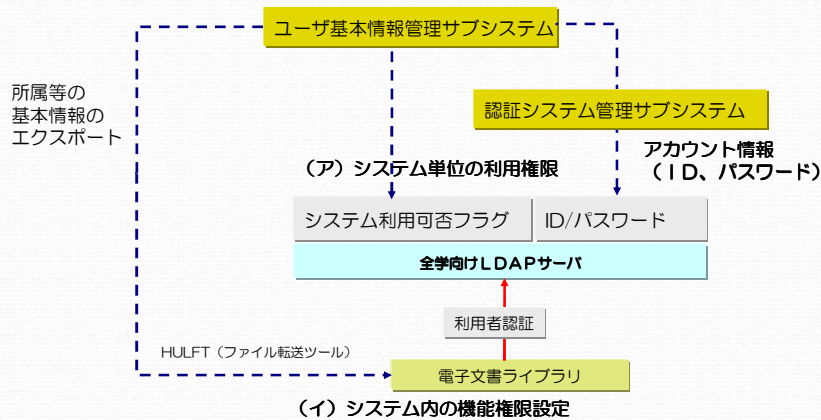 ユーザ基本情報管理サブシステム
所属等の
基本情報の
エクスポート
認証システム管理サブシステム
アカウント情報
（ＩＤ、パスワード）
（ア）システム単位の利用権限
システム利用可否フラグ
ID/パスワード
全学向けＬＤＡＰサーバ
利用者認証
HULFT（ファイル転送ツール）
電子文書ライブラリ
（イ）システム内の機能権限設定